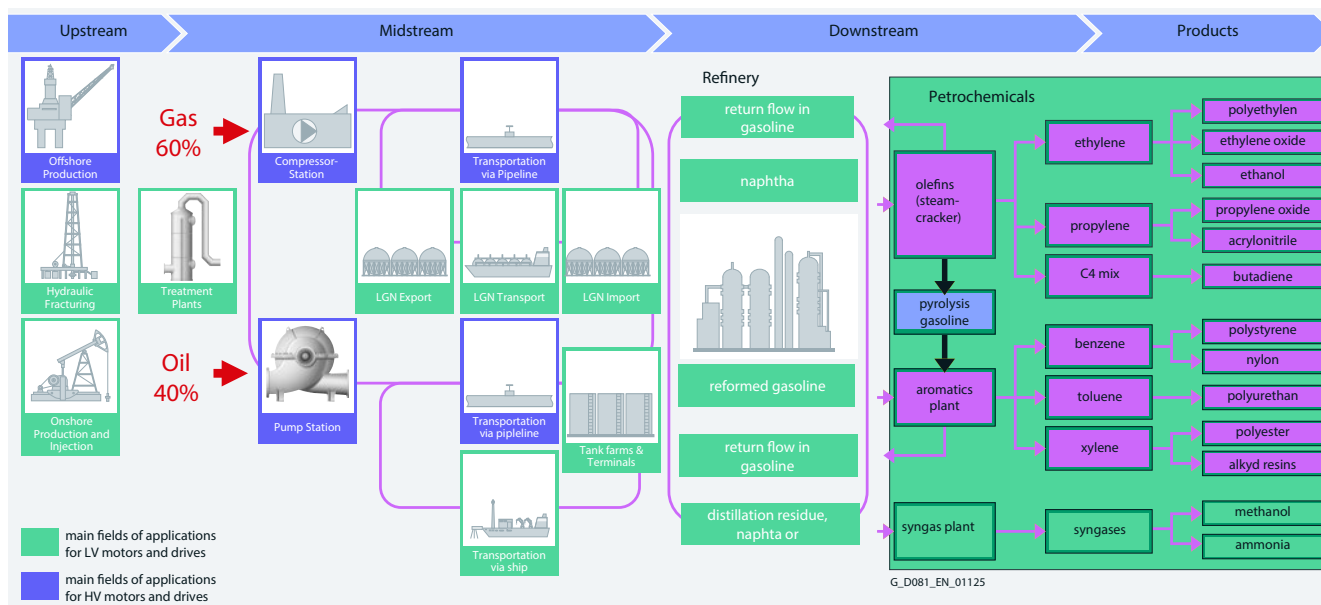 Upstream
Midstream
Downstream
Products
Offshore
Production
Hydraulic
Fracturing
Onshore
Production and
Injection
Treatment
Plants
Gas
60%
Oil
40%
Compressor-
Station
Transportation
via Pipeline
LGN Export
LGN Transport
LGN Import
Pump Station
Transportation
via pipleline
Tank farms &
Terminals
Transportation
via ship
Refinery
return flow in
gasoline
naphtha
reformed gasoline
return flow in
gasoline
distillation residue,
naphta or
Petrochemicals
olefins
(steam-
cracker)
pyrolysis
gasoline
aromatics
plant
syngas plant
ethylene
propylene
C4 mix
benzene
toluene
xylene
syngases
polyethylen
ethylene oxide
ethanol
propylene oxide
acrylonitrile
butadiene
polystyrene
nylon
polyurethan
polyester
alkyd resins
methanol
ammonia
main fields of applications
for LV motors and drives
main fields of applications
for HV motors and drives
G_D081_EN_01125